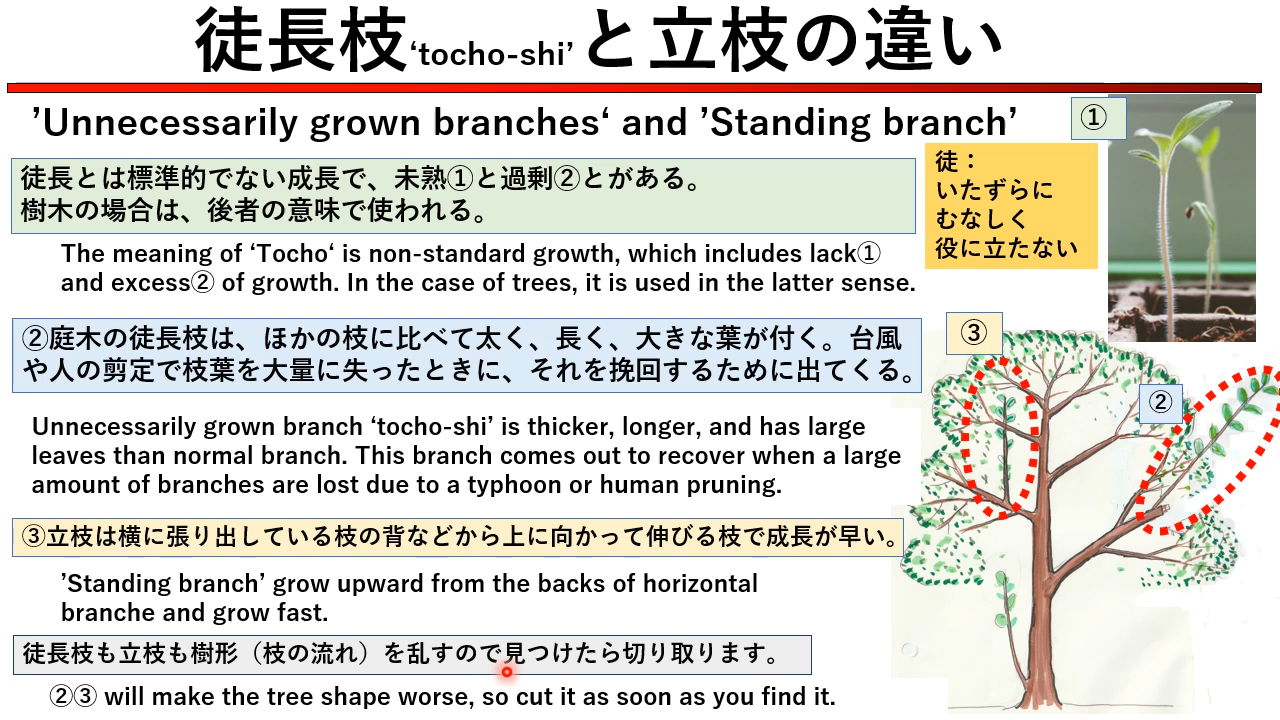 徒長枝‘tocho-shi’と立枝の違い
’Unnecessarily grown branches‘ and ’Standing branch’
①
徒長とは標準的でない成長で、未熟①と過剰②とがある。
樹木の場合は、後者の意味で使われる。
徒：
いたずらに
むなしく
役に立たない
The meaning of ‘Tocho‘ is non-standard growth, which includes lack①
and excess② of growth. In the case of trees, it is used in the latter sense.
②庭木の徒長枝は、ほかの枝に比べて太く、長く、大きな葉が付く。台風
や人の剪定で枝葉を大量に失ったときに、それを挽回するために出てくる。
③
②
Unnecessarily grown branch ‘tocho-shi’ is thicker, longer, and has large
leaves than normal branch. This branch comes out to recover when a large
amount of branches are lost due to a typhoon or human pruning.
③立枝は横に張り出している枝の背などから上に向かって伸びる枝で成長が早い。
’Standing branch’ grow upward from the backs of horizontal
branche and grow fast.
徒長枝も立枝も樹形（枝の流れ）を乱すので見つけたら切り取ります。
②③ will make the tree shape worse, so cut it as soon as you find it.